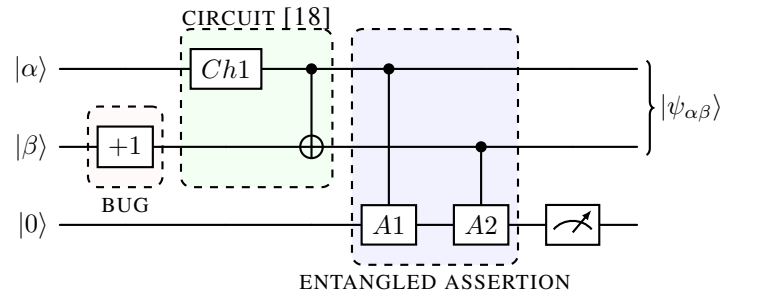 CIRCUIT [18]
|α⟩ Ch1
|ψαβ⟩
|β⟩ +1
BUG
|0⟩ A1 A2
ENTANGLED ASSERTION